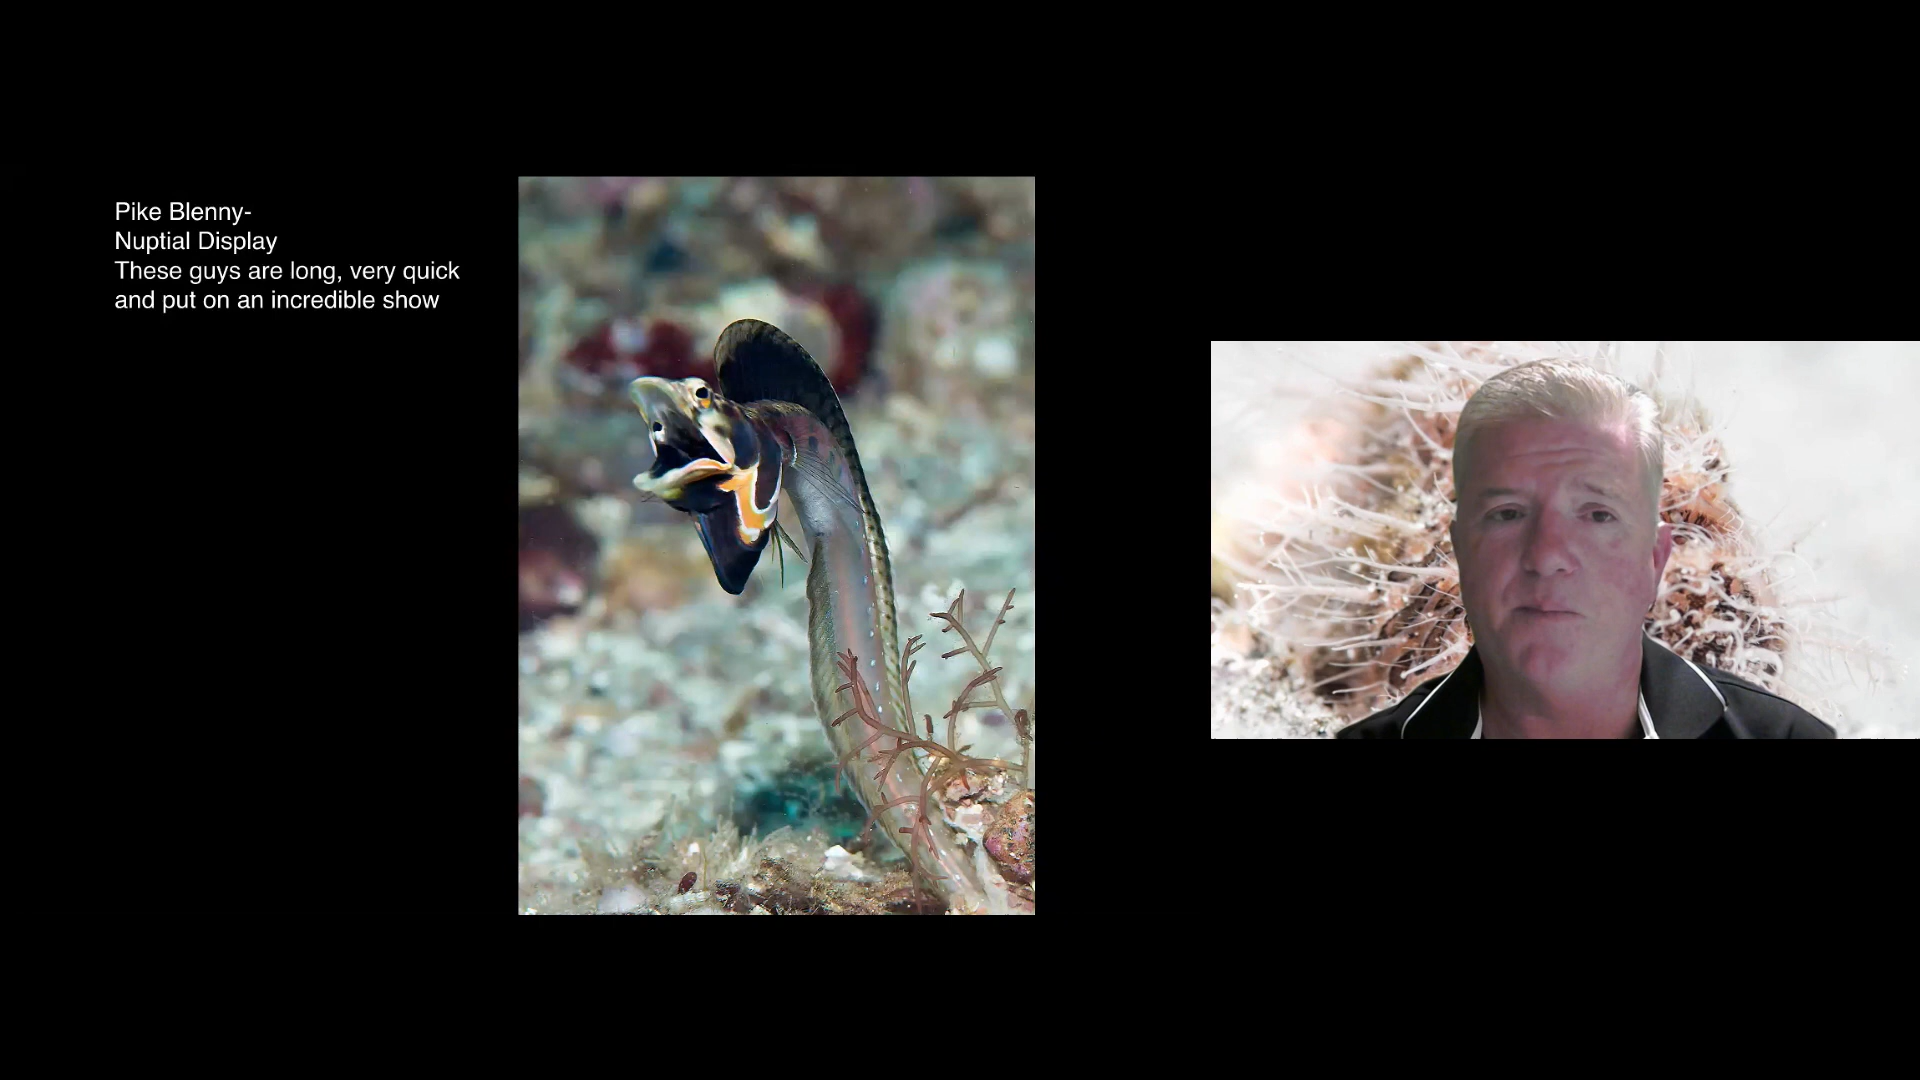 Pike Blenny-
Nuptial Display
These guys are long, very quick
and put on an incredible show